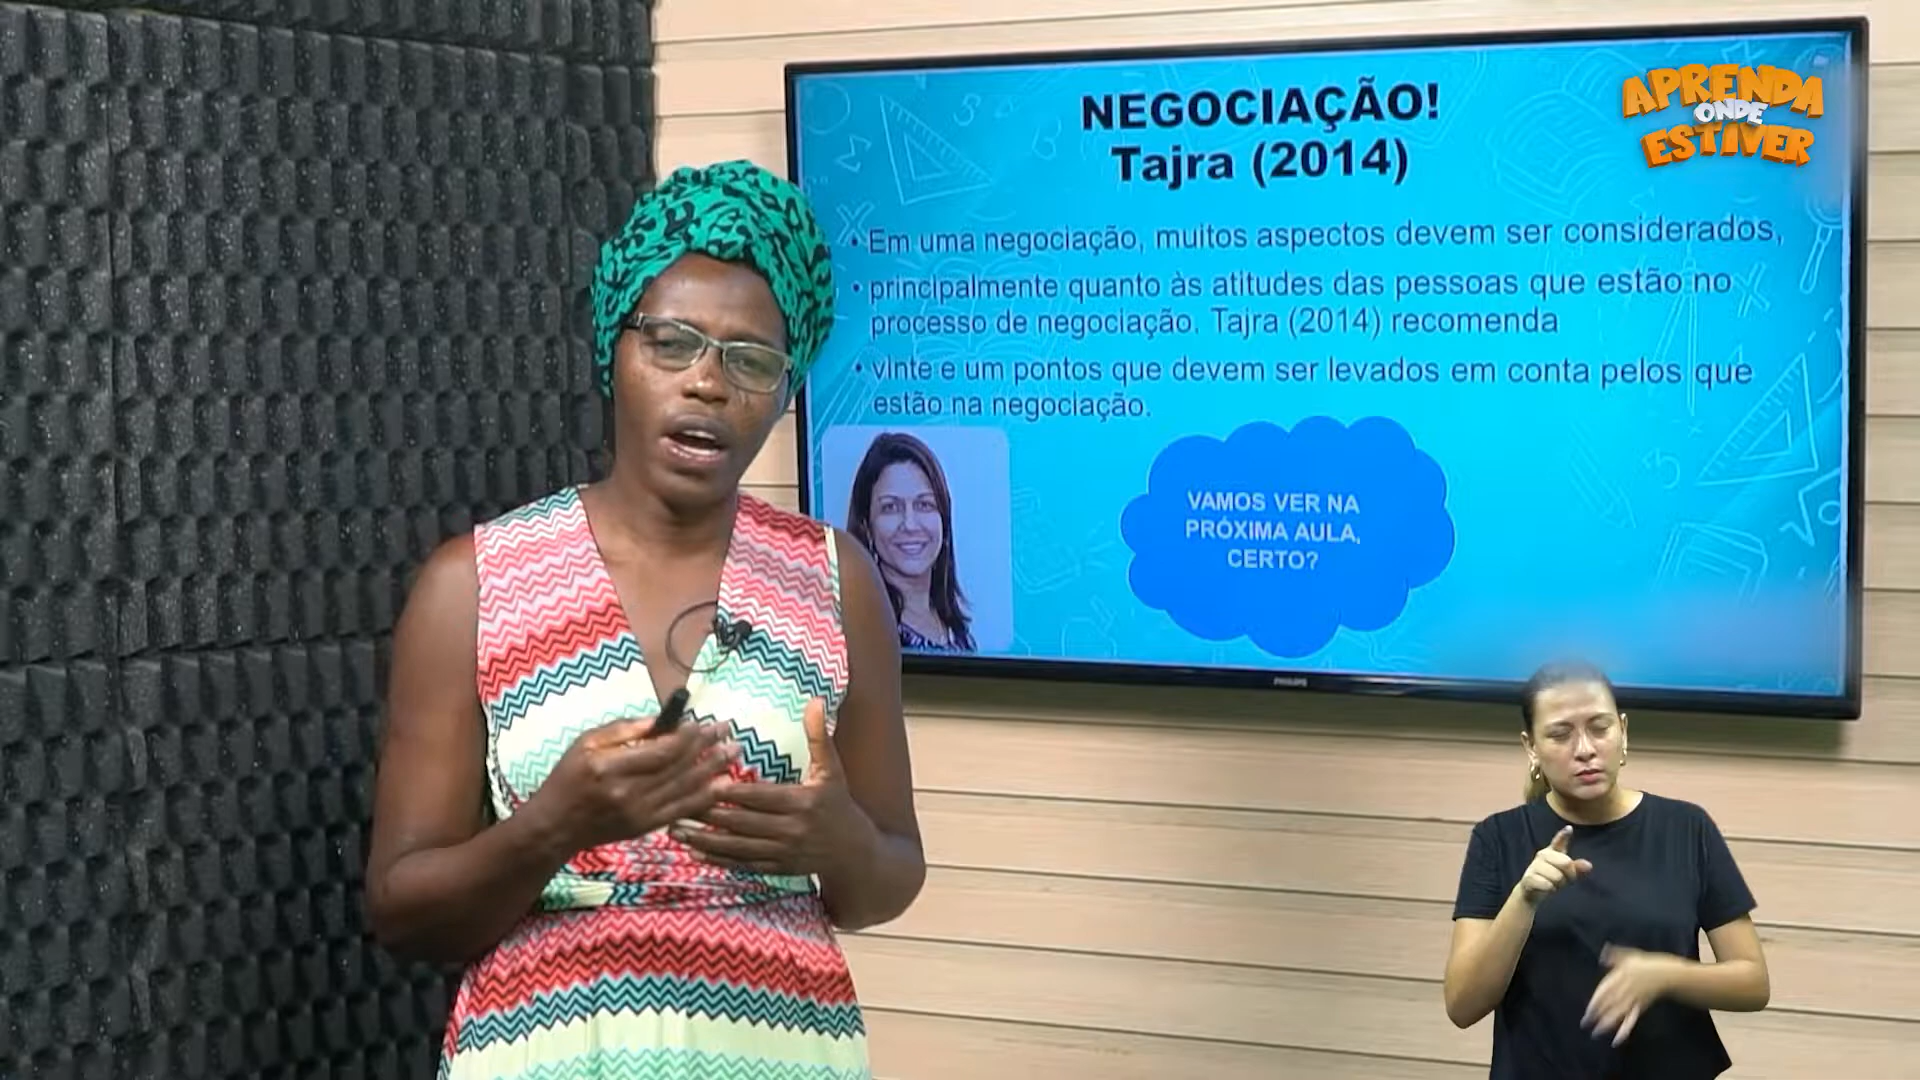 NEGOCIAÇÃO!
Tajra (2014)
APRENDA
ONDE
ESTIVER
• Em uma negociação, muitos aspectos devem ser considerados,
• principalmente quanto às atitudes das pessoas que estão no
processo de negociação. Tajra (2014) recomenda
• vinte e um pontos que devem ser levados em conta pelos que
estão na negociação.
VAMOS VER NA
PRÓXIMA AULA,
CERTO?
PHILIPS